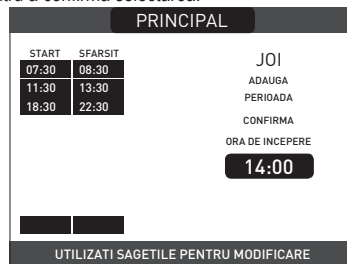 PRINCIPAL
START SFARSIT
07:30 08:30
11:30 13:30
18:30 22:30
JOI
ADAUGA
PERIOADA
CONFIRMA
ORA DE INCEPERE
14:00
UTILIZATI SAGETILE PENTRU MODIFICARE